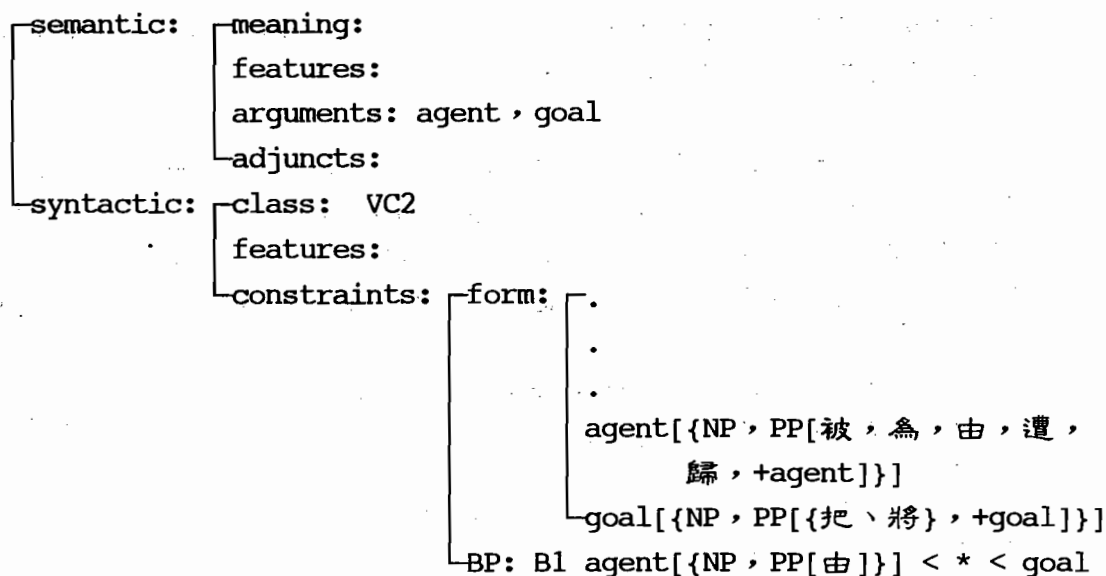 semantic: meaning:
features:
arguments: agent，goal
adjuncts:
syntactic: class: VC2
features:
constraints: form: .
.
.
agent[{NP，PP[被，為，由，遭，
歸，+agent]}]
goal[{NP，PP[{把、將}，+goal]}]
BP: B1 agent[{NP，PP[由]}] < * < goal